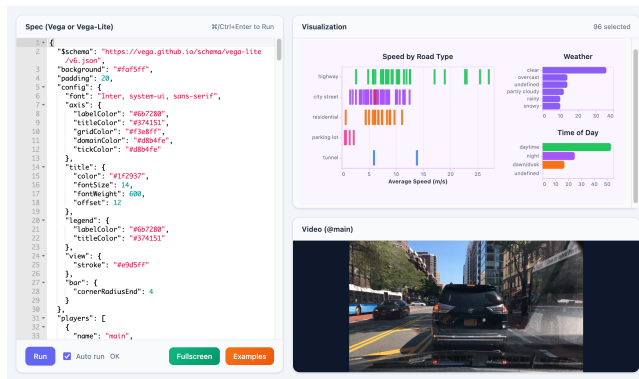 Spec (Vega or Vega-Lite)
⌘/Ctrl+Enter to Run
1 {
2 "$schema": "https://vega.github.io/schema/vega-lite
/v6.json",
3 "background": "#faf5ff",
4 "padding": 20,
5 "config": {
6 "font": "Inter, system-ui, sans-serif",
7 "axis": {
8 "labelColor": "#6b7280",
9 "titleColor": "#374151",
10 "gridColor": "#f3e8ff",
11 "domainColor": "#d8b4fe",
12 "tickColor": "#d8b4fe"
13 },
14 "title": {
15 "color": "#1f2937",
16 "fontSize": 14,
17 "fontWeight": 600,
18 "offset": 12
19 },
20 "legend": {
21 "labelColor": "#6b7280",
22 "titleColor": "#374151"
23 },
24 "view": {
25 "stroke": "#e9d5ff"
26 },
27 "bar": {
28 "cornerRadiusEnd": 4
29 }
30 },
31 "players": [
32 {
33 "name": "main",
Run
Auto run
OK
Fullscreen
Examples
Visualization
96 selected
Speed by Road Type
highway
city street
residential
parking lot
tunnel
0 5 10 15 20 25
Average Speed (m/s)
Weather
clear
overcast
undefined
partly cloudy
rainy
snowy
0 10 20 30 40
Time of Day
daytime
night
dawn/dusk
undefined
0 10 20 30 40 50
Video (@main)